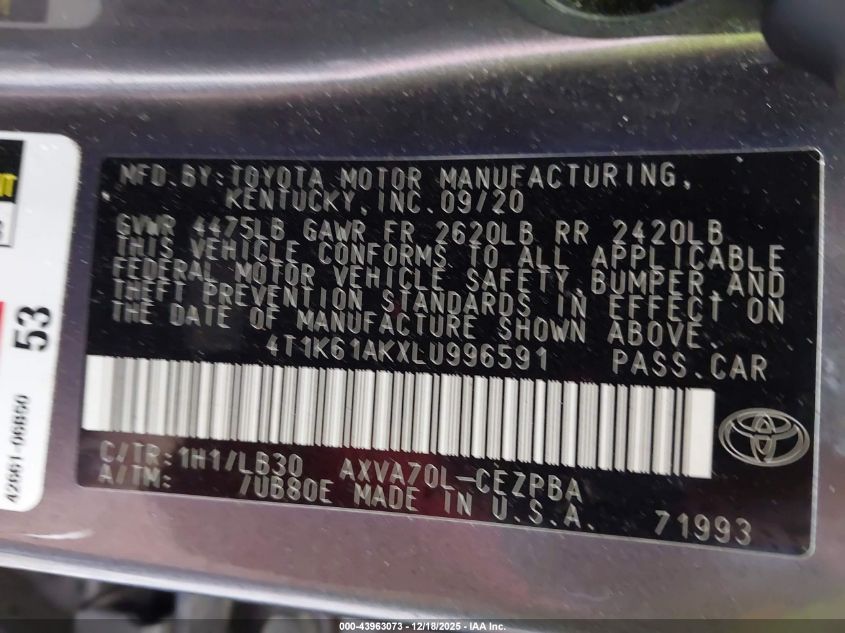 MFD.BY:TOYOTA MOTOR MANUFACTURING,
KENTUCKY,INC.09/20
GVWR 4475LB GAWR FR 2620LB RR 2420LB
THIS VEHICLE CONFORMS TO ALL APPLICABLE
FEDERAL MOTOR VEHICLE SAFETY,BUMPER,AND
THEFT PREVENTION STANDARDS IN EFFECT ON
THE DATE OF MANUFACTURE SHOWN ABOVE.
4T1K61AKXLU996591 PASS.CAR
C/TR:1H1/LB30 AXVA70L-CEZPBA
A/TM: /UB80E MADE IN U.S.A. 71993
53
42661-06860
000-43963073 - 12/18/2025 - IAA Inc.